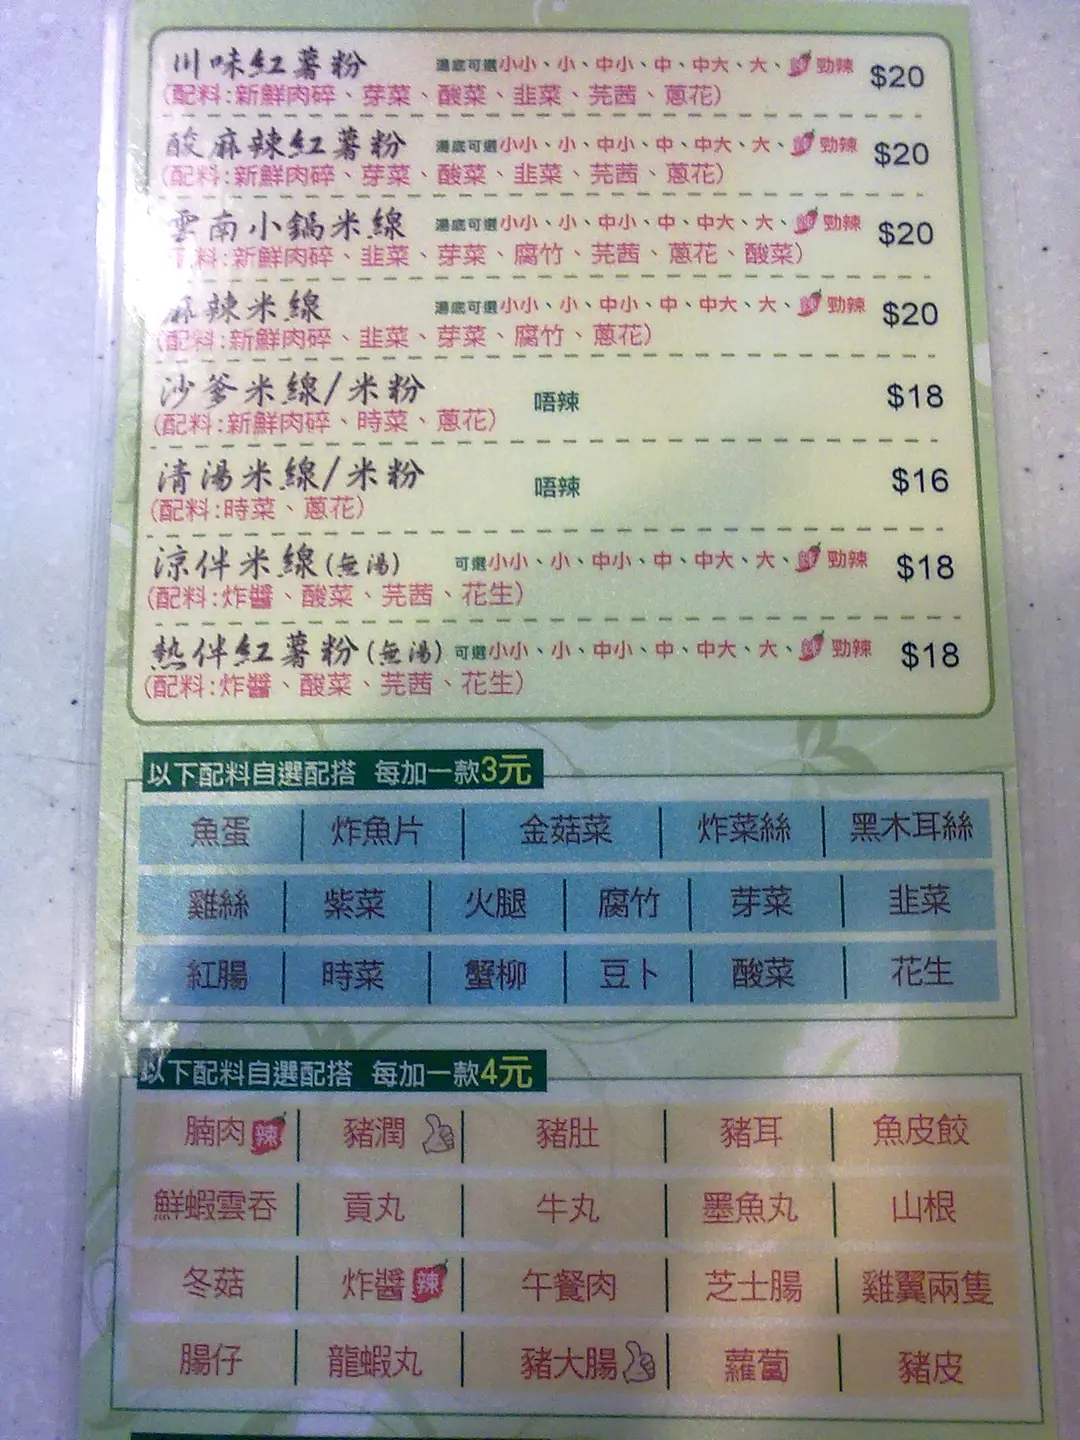 川味紅薯粉 湯底可選小小、小、中小、中、中大、大、勁辣 $20
(配料:新鮮肉碎、芽菜、酸菜、韭菜、芫茜、蔥花)
酸麻辣紅薯粉 湯底可選小小、小、中小、中、中大、大、勁辣 $20
(配料:新鮮肉碎、芽菜、酸菜、韭菜、芫茜、蔥花)
雲南小鍋米線 湯底可選小小、小、中小、中、中大、大、勁辣 $20
料:新鮮肉碎、韭菜、芽菜、腐竹、芫茜、蔥花、酸菜)
麻辣米線 湯底可選小小、小、中小、中、中大、大、勁辣 $20
(配料:新鮮肉碎、韭菜、芽菜、腐竹、蔥花)
沙爹米線/米粉 唔辣 $18
(配料:新鮮肉碎、時菜、蔥花)
清湯米線/米粉 唔辣 $16
(配料:時菜、蔥花)
涼伴米線(無湯) 可選小小、小、中小、中、中大、大、勁辣 $18
(配料:炸醬、酸菜、芫茜、花生)
熱伴紅薯粉(無湯) 可選小小、小、中小、中、中大、大、勁辣 $18
(配料:炸醬、酸菜、芫茜、花生)
以下配料自選配搭 每加一款3元
魚蛋 炸魚片 金菇菜 炸菜絲 黑木耳絲
雞絲 紫菜 火腿 腐竹 芽菜 韭菜
紅腸 時菜 蟹柳 豆卜 酸菜 花生
以下配料自選配搭 每加一款4元
腩肉辣 豬潤 豬肚 豬耳 魚皮餃
鮮蝦雲吞 貢丸 牛丸 墨魚丸 山根
冬菇 炸醬辣 午餐肉 芝士腸 雞翼兩隻
腸仔 龍蝦丸 豬大腸 蘿蔔 豬皮